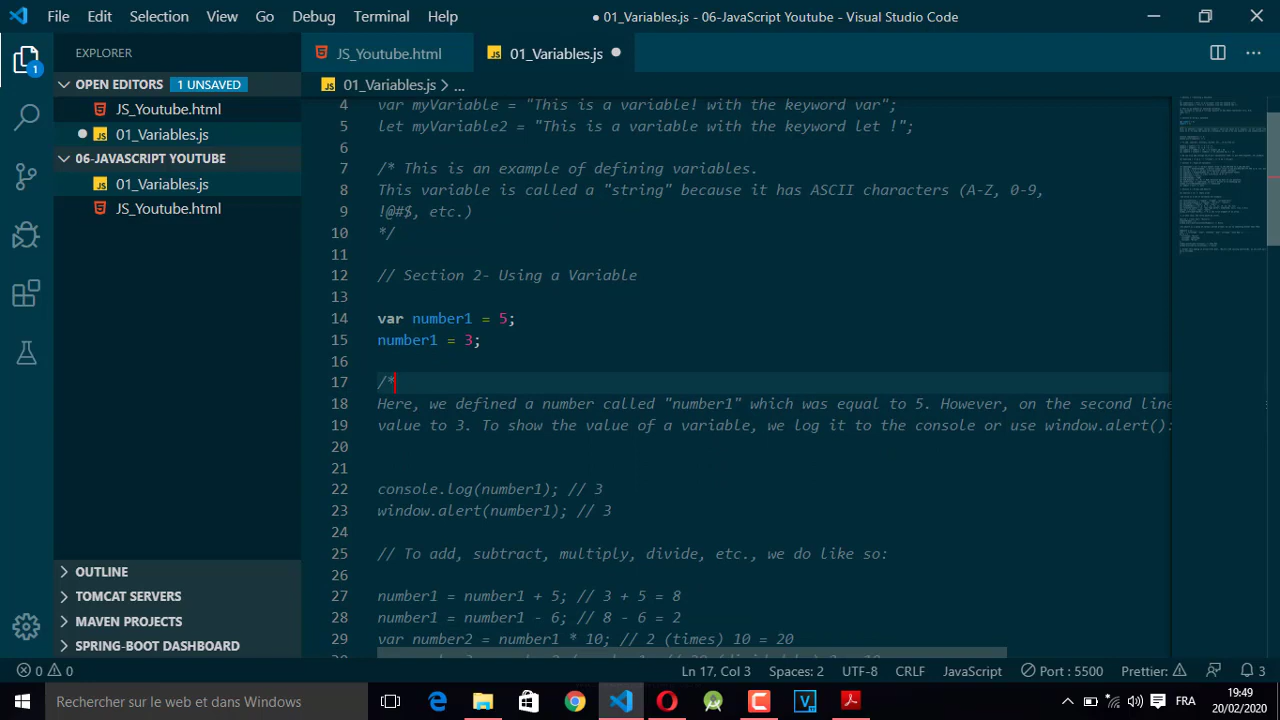 File Edit Selection View Go Debug Terminal Help
● 01_Variables.js - 06-JavaScript Youtube - Visual Studio Code
EXPLORER
OPEN EDITORS 1 UNSAVED
JS_Youtube.html
01_Variables.js
06-JAVASCRIPT YOUTUBE
01_Variables.js
JS_Youtube.html
OUTLINE
TOMCAT SERVERS
MAVEN PROJECTS
SPRING-BOOT DASHBOARD
JS_Youtube.html
JS 01_Variables.js
JS 01_Variables.js > ...
4 var myVariable = "This is a variable! with the keyword var";
5 let myVariable2 = "This is a variable with the keyword let !";
6
7 /* This is an example of defining variables.
8 This variable is called a "string" because it has ASCII characters (A-Z, 0-9,
9 !@#$, etc.)
10 */
11
12 // Section 2- Using a Variable
13
14 var number1 = 5;
15 number1 = 3;
16
17 /*
18 Here, we defined a number called "number1" which was equal to 5. However, on the second line
19 value to 3. To show the value of a variable, we log it to the console or use window.alert():
20
21
22 console.log(number1); // 3
23 window.alert(number1); // 3
24
25 // To add, subtract, multiply, divide, etc., we do like so:
26
27 number1 = number1 + 5; // 3 + 5 = 8
28 number1 = number1 - 6; // 8 - 6 = 2
29 var number2 = number1 * 10; // 2 (times) 10 = 20
0 0
Ln 17, Col 3 Spaces: 2 UTF-8 CRLF JavaScript Port : 5500 Prettier: 3
Rechercher sur le web et dans Windows
FRA
19:49
20/02/2020